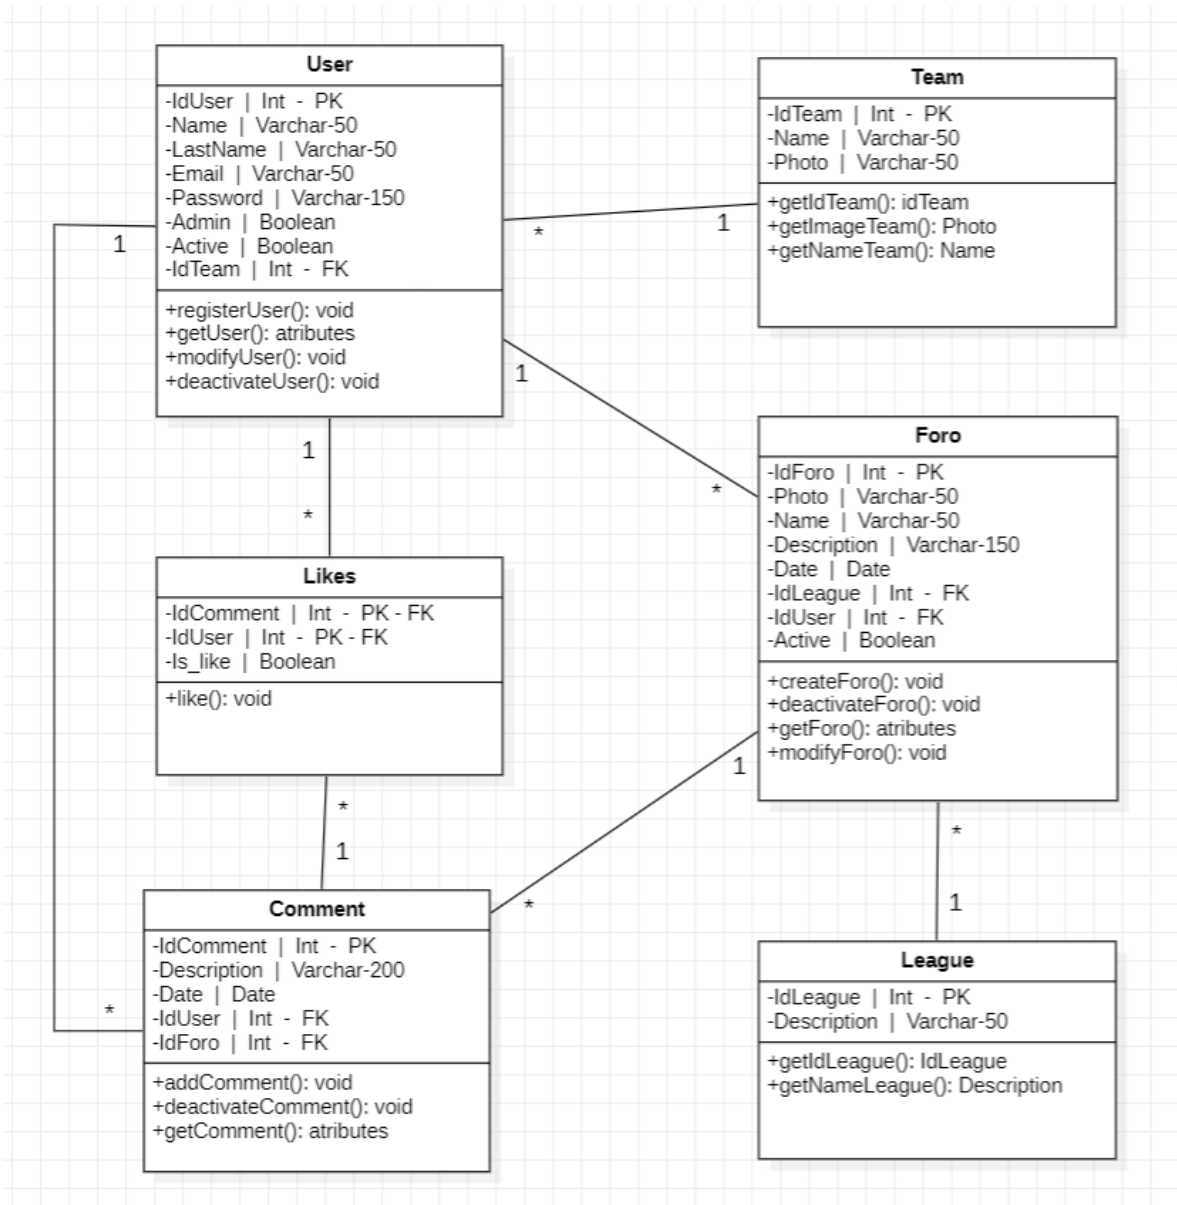 User
-IdUser | Int - PK
-Name | Varchar-50
-LastName | Varchar-50
-Email | Varchar-50
-Password | Varchar-150
-Admin | Boolean
-Active | Boolean
-IdTeam | Int - FK
+registerUser(): void
+getUser(): atributes
+modifyUser(): void
+deactivateUser(): void
Team
-IdTeam | Int - PK
-Name | Varchar-50
-Photo | Varchar-50
+getIdTeam(): idTeam
+getImageTeam(): Photo
+getNameTeam(): Name
*
1
1
*
1
*
1
*
Likes
-IdComment | Int - PK - FK
-IdUser | Int - PK - FK
-Is_like | Boolean
+like(): void
Foro
-IdForo | Int - PK
-Photo | Varchar-50
-Name | Varchar-50
-Description | Varchar-150
-Date | Date
-IdLeague | Int - FK
-IdUser | Int - FK
-Active | Boolean
+createForo(): void
+deactivateForo(): void
+getForo(): atributes
+modifyForo(): void
*
1
1
*
*
1
Comment
-IdComment | Int - PK
-Description | Varchar-200
-Date | Date
-IdUser | Int - FK
-IdForo | Int - FK
+addComment(): void
+deactivateComment(): void
+getComment(): atributes
League
-IdLeague | Int - PK
-Description | Varchar-50
+getIdLeague(): IdLeague
+getNameLeague(): Description